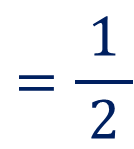 = 1/2